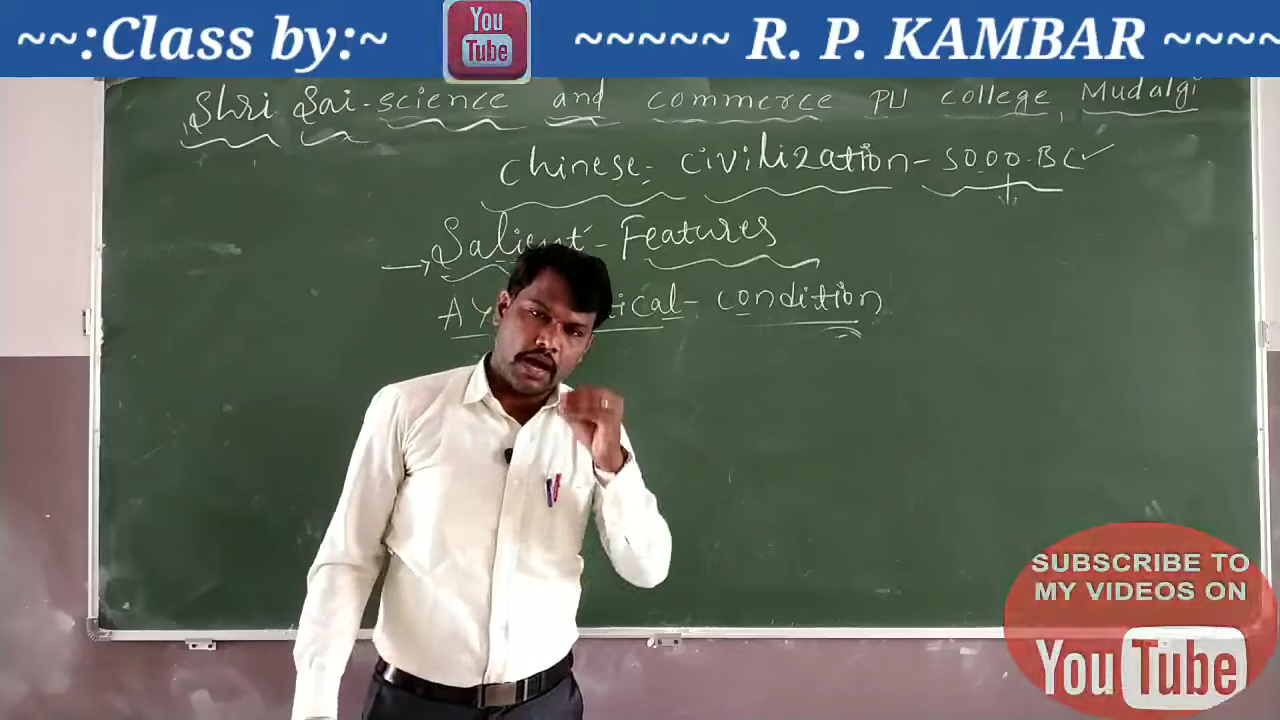 ~~:Class by:~ You Tube ~~~~~ R. P. KAMBAR ~~~~
Shri Sai-science and commerce PU college, Mudalgi
Chinese civilization - 5000-BC✓
→ Salient - Features
condition
SUBSCRIBE TO
MY VIDEOS ON
YouTube